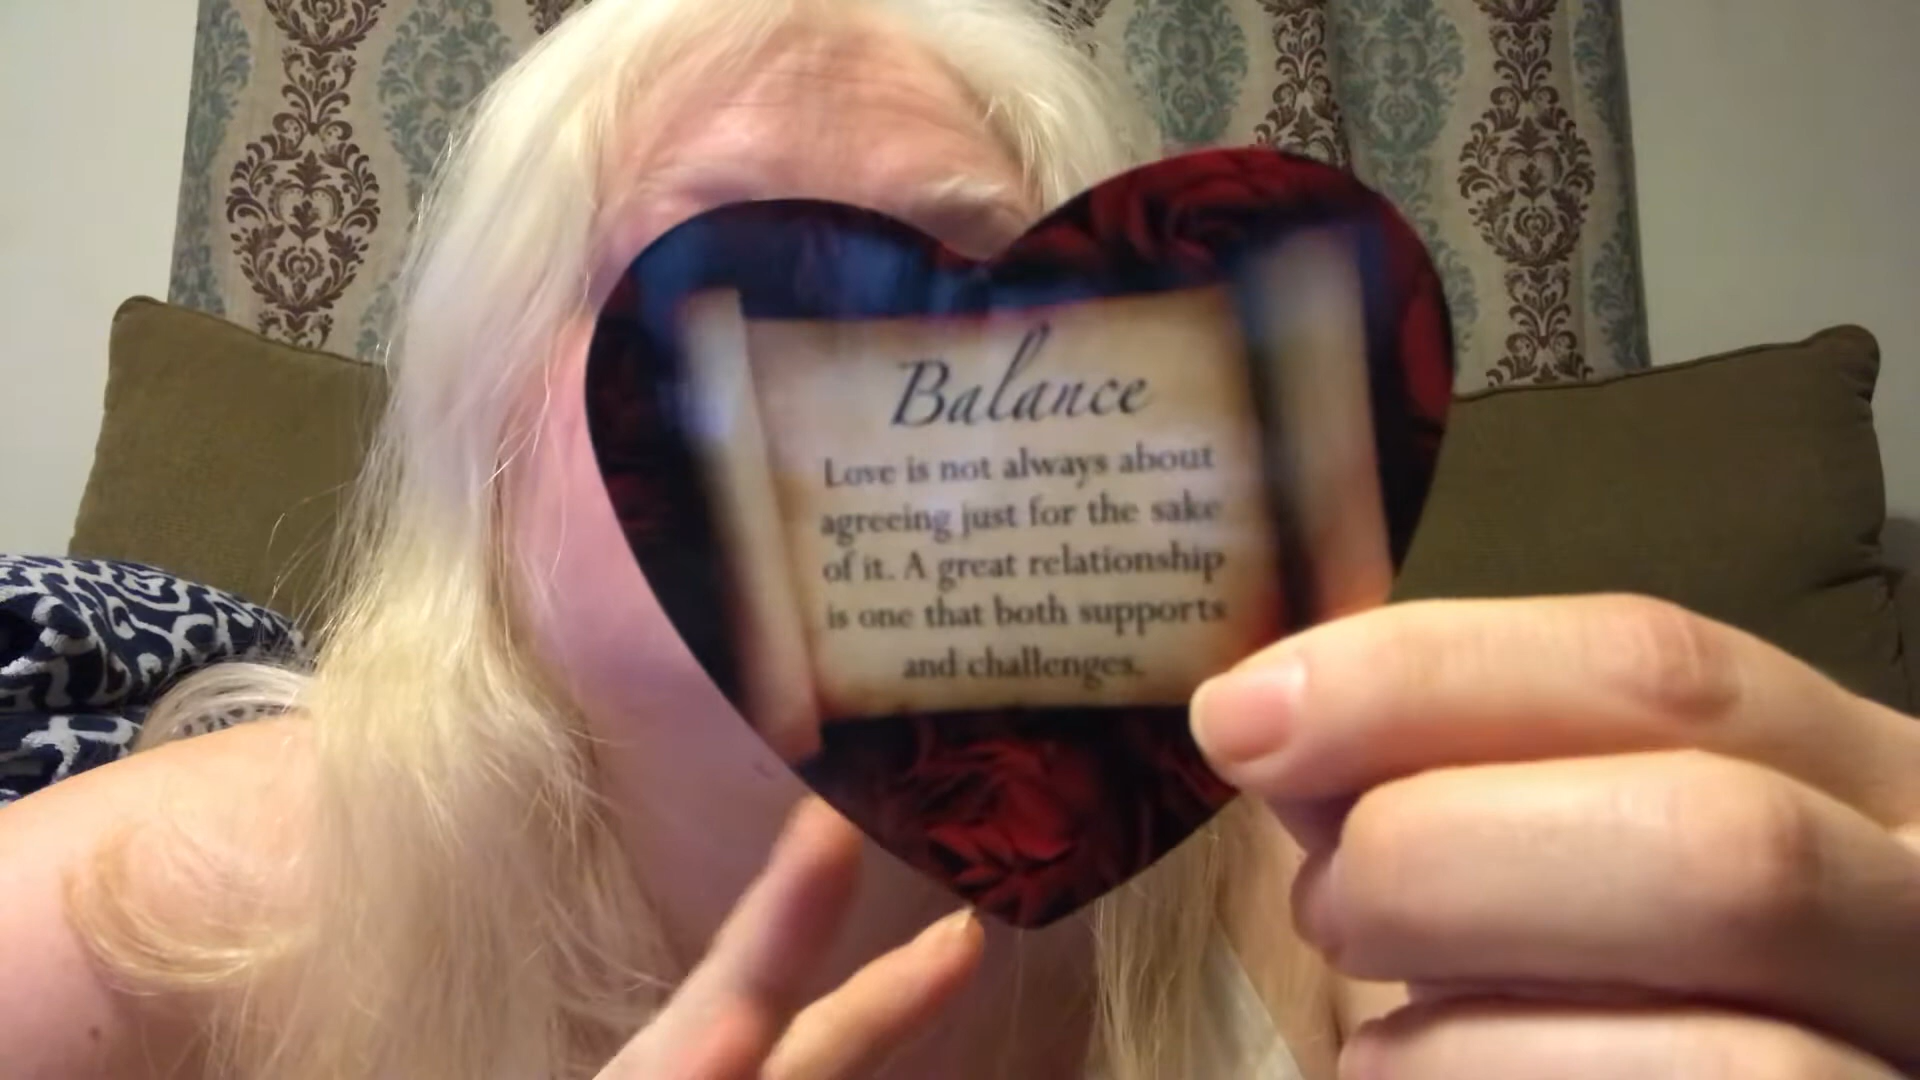 Balance
Love is not always about
agreeing just for the sake
of it. A great relationship
is one that both supports
and challenges.